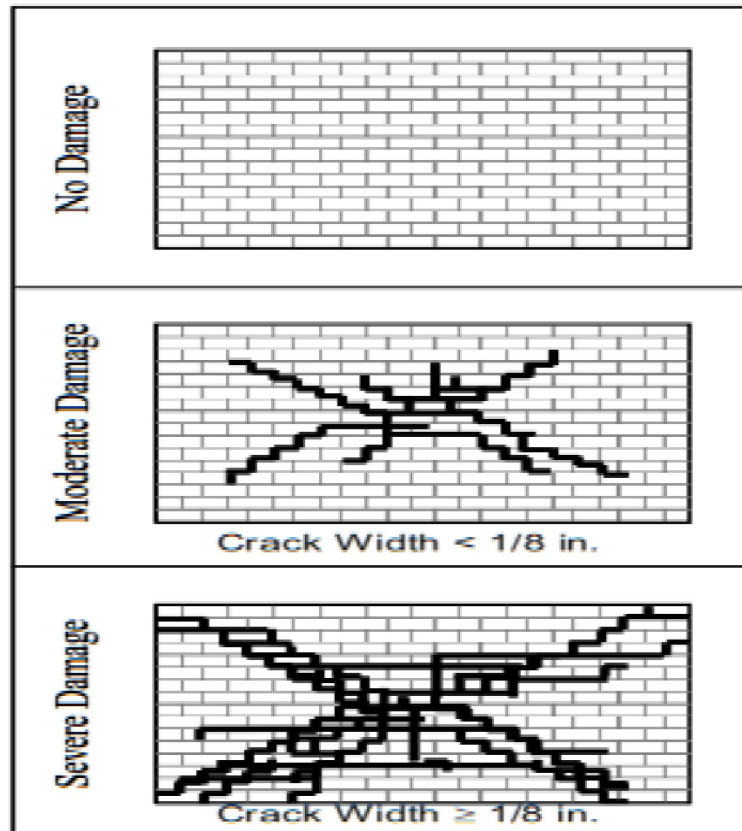 No Damage
Moderate Damage
Crack Width < 1/8 in.
Severe Damage
Crack Width ≥ 1/8 in.